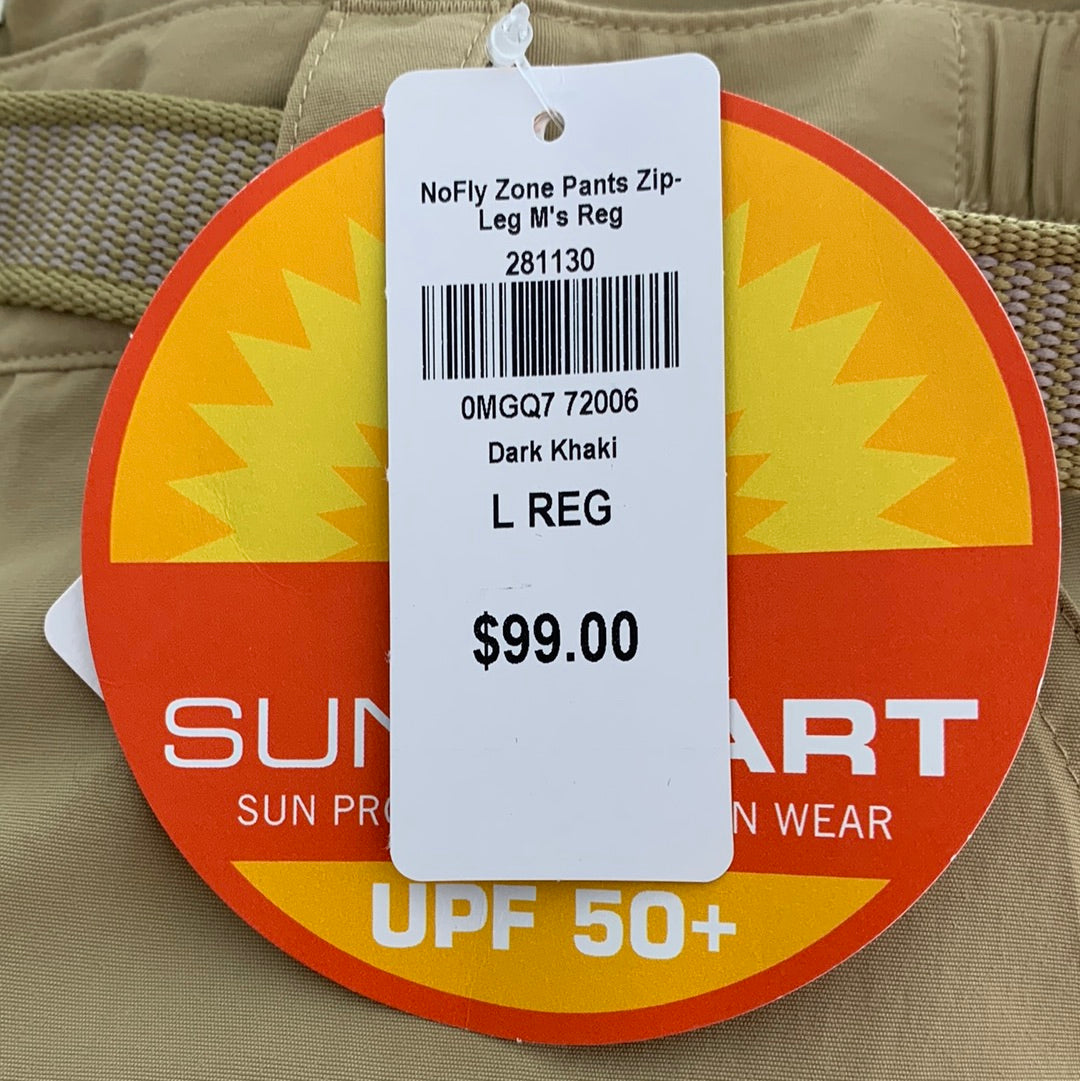 NoFly Zone Pants Zip-
Leg M's Reg
281130
0MGQ7 72006
Dark Khaki
L REG
$99.00
SUN ART
SUN WEAR
UPF 50+